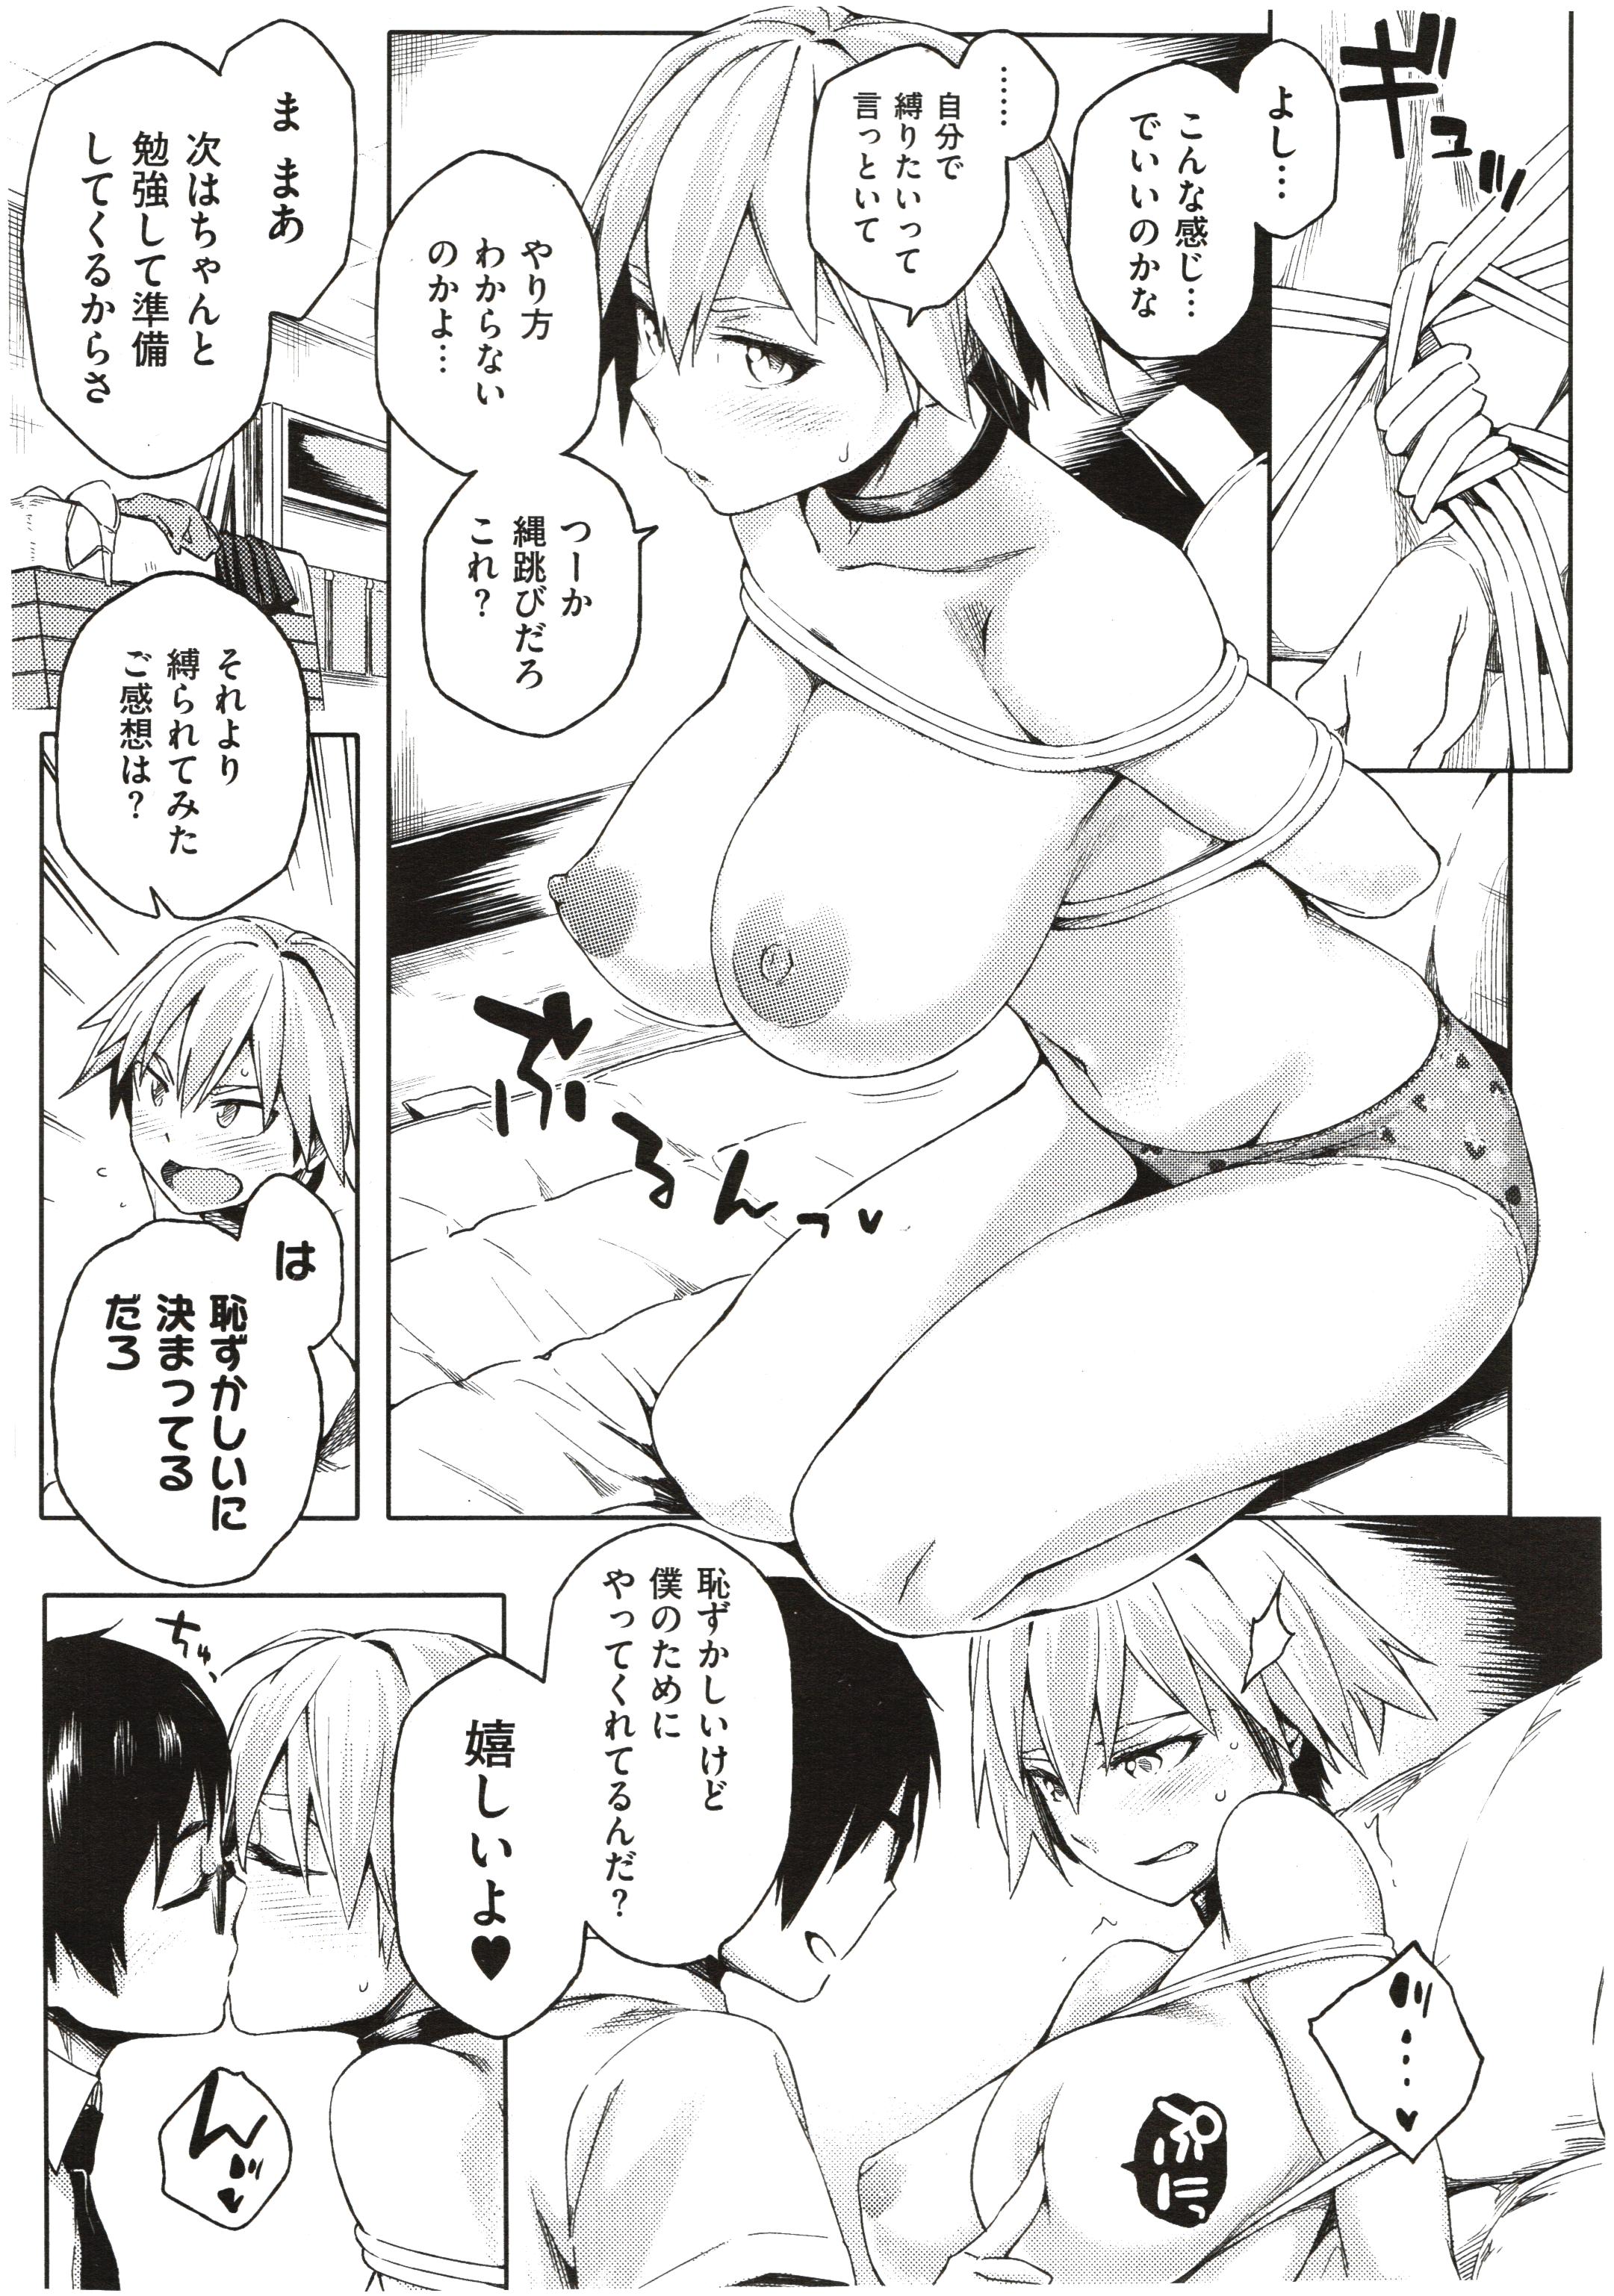 ギュッ
よし…
こんな感じ…
でいいのかな
……
自分で
縛りたいって
言っといて
やり方
わからない
のかよ…
つーか
縄跳びだろ
これ？
ぶるんっ♥
ま まあ
次はちゃんと
勉強して準備
してくるからさ
それより
縛られてみた
ご感想は？
は
恥ずかしいに
決まってる
だろ
恥ずかしいけど
僕のために
やってくれてるんだ？
嬉しいよ♥
ッ…♥
ぷにっ
ちゅ、
んッ♥